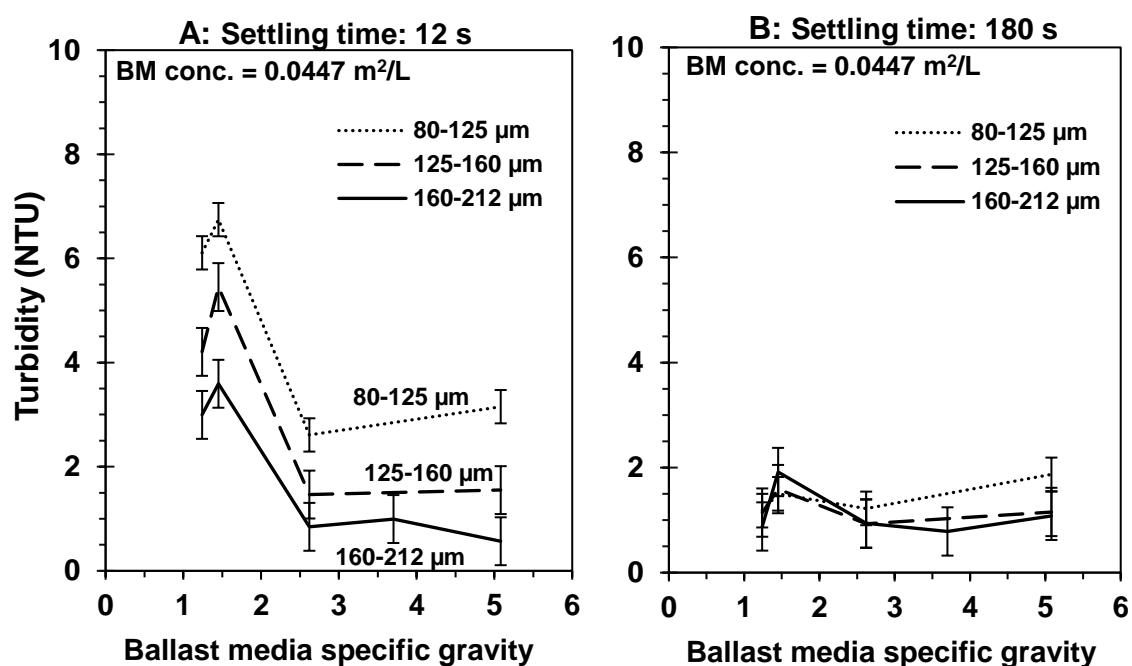 A: Settling time: 12 s
BM conc. = 0.0447 m²/L
80-125 µm
125-160 µm
160-212 µm
80-125 µm
125-160 µm
160-212 µm
10
8
6
4
2
0
0 1 2 3 4 5 6
Turbidity (NTU)
Ballast media specific gravity
B: Settling time: 180 s
BM conc. = 0.0447 m²/L
80-125 µm
125-160 µm
160-212 µm
10
8
6
4
2
0
0 1 2 3 4 5 6
Ballast media specific gravity